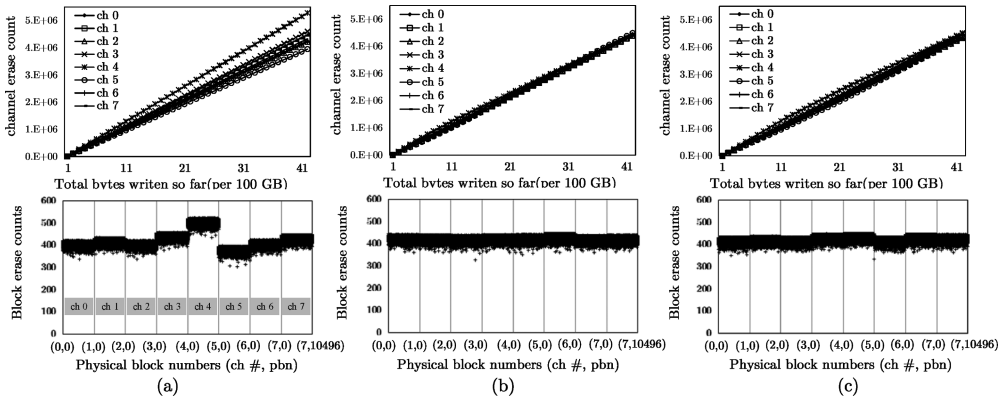 channel erase count
5.E+06
4.E+06
3.E+06
2.E+06
1.E+06
0.E+00
ch 0
ch 1
ch 2
ch 3
ch 4
ch 5
ch 6
ch 7
1 11 21 31 41
Total bytes writen so far(per 100 GB)
Block erase counts
600
500
400
300
200
100
0
ch 0 ch 1 ch 2 ch 3 ch 4 ch 5 ch 6 ch 7
(0,0) (1,0) (2,0) (3,0) (4,0) (5,0) (6,0) (7,0) (7,10496)
Physical block numbers (ch #, pbn)
(a)
channel erase count
5.E+06
4.E+06
3.E+06
2.E+06
1.E+06
0.E+00
ch 0
ch 1
ch 2
ch 3
ch 4
ch 5
ch 6
ch 7
1 11 21 31 41
Total bytes writen so far(per 100 GB)
Block erase counts
600
500
400
300
200
100
0
(0,0) (1,0) (2,0) (3,0) (4,0) (5,0) (6,0) (7,0) (7,10496)
Physical block numbers (ch #, pbn)
(b)
channel erase count
5.E+06
4.E+06
3.E+06
2.E+06
1.E+06
0.E+00
ch 0
ch 1
ch 2
ch 3
ch 4
ch 5
ch 6
ch 7
1 11 21 31 41
Total bytes writen so far(per 100 GB)
Block erase counts
600
500
400
300
200
100
0
(0,0) (1,0) (2,0) (3,0) (4,0) (5,0) (6,0) (7,0) (7,10496)
Physical block numbers (ch #, pbn)
(c)